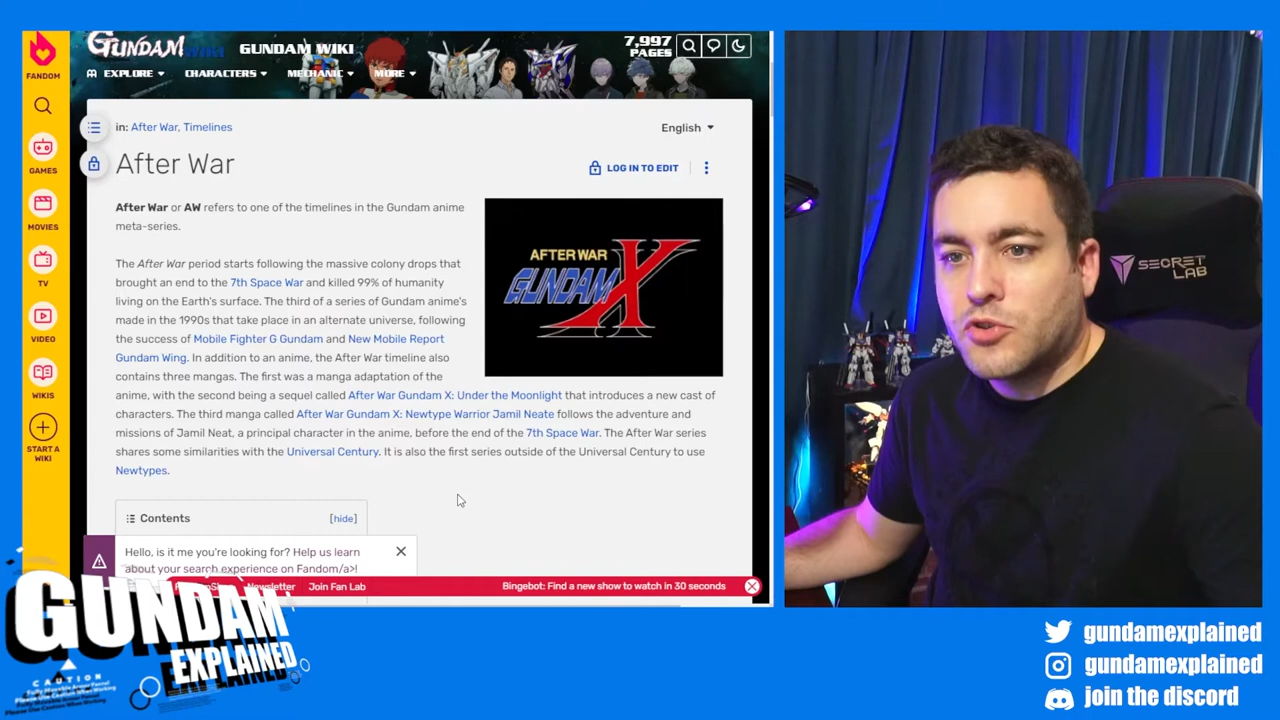 GUNDAM
GUNDAM WIKI
7,997
PAGES
EXPLORE
CHARACTERS
MECHANIC
MORE
FANDOM
GAMES
MOVIES
TV
VIDEO
WIKIS
START A
WIKI
in: After War, Timelines
English
After War
LOG IN TO EDIT
After War or AW refers to one of the timelines in the Gundam anime
meta-series.
The After War period starts following the massive colony drops that
brought an end to the 7th Space War and killed 99% of humanity
living on the Earth's surface. The third of a series of Gundam anime's
made in the 1990s that take place in an alternate universe, following
the success of Mobile Fighter G Gundam and New Mobile Report
Gundam Wing. In addition to an anime, the After War timeline also
contains three mangas. The first was a manga adaptation of the
anime, with the second being a sequel called After War Gundam X: Under the Moonlight that introduces a new cast of
characters. The third manga called After War Gundam X: Newtype Warrior Jamil Neate follows the adventure and
missions of Jamil Neat, a principal character in the anime, before the end of the 7th Space War. The After War series
shares some similarities with the Universal Century. It is also the first series outside of the Universal Century to use
Newtypes.
AFTER WAR
GUNDAM X
Contents
[hide]
Hello, is it me you're looking for? Help us learn
about your search experience on Fandom/a>!
Newsletter
Join Fan Lab
Bingebot: Find a new show to watch in 30 seconds
SECRET
LAB
GUNDAM
EXPLAINED
CAUTION
gundamexplained
gundamexplained
join the discord